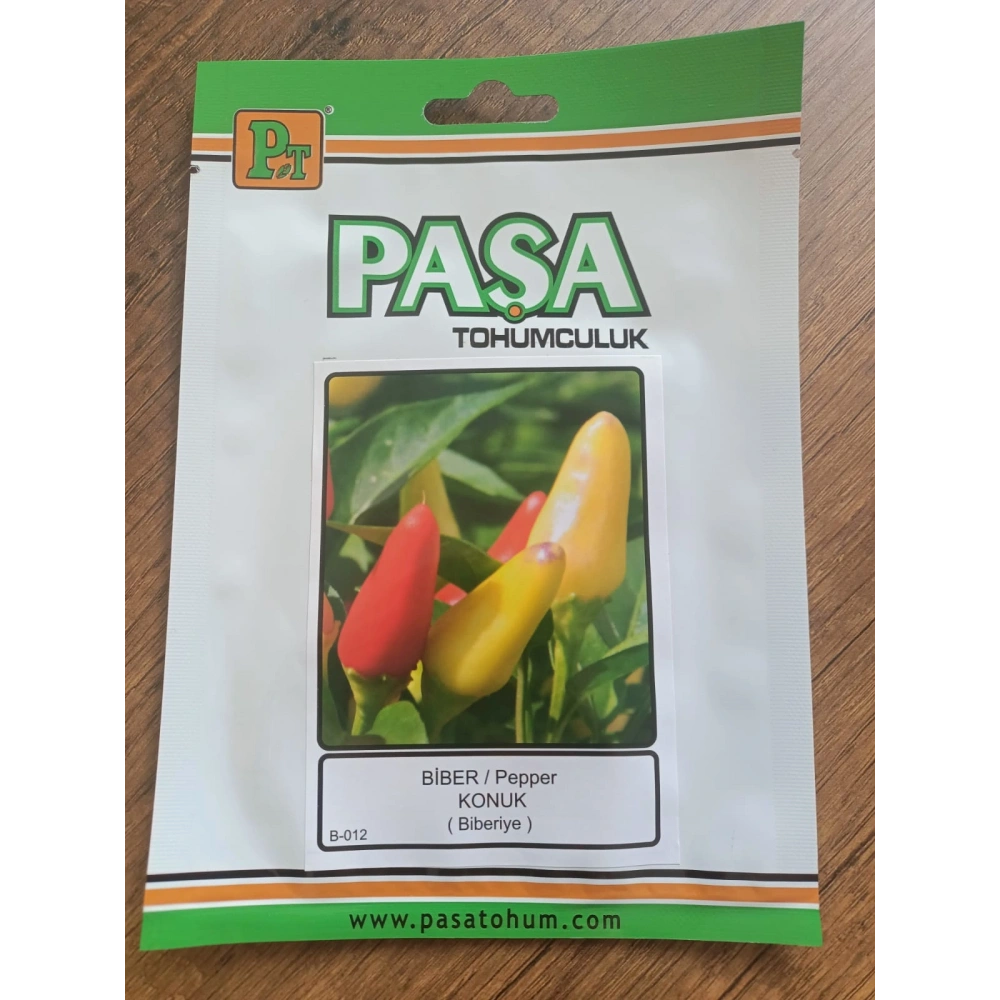 PT
®
PAŞA
TOHUMCULUK
BİBER / Pepper
KONUK
( Biberiye )
B-012
www.pasatohum.com